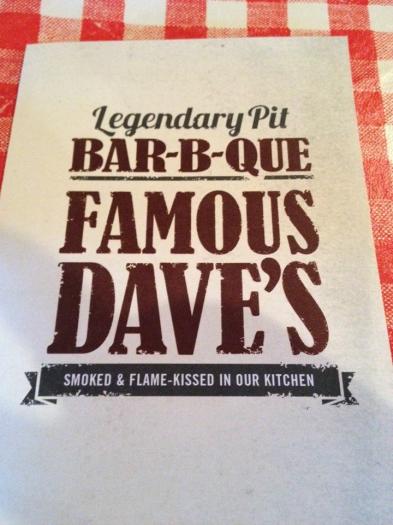 Legendary Pit
BAR-B-QUE
FAMOUS
DAVE'S
SMOKED & FLAME-KISSED IN OUR KITCHEN